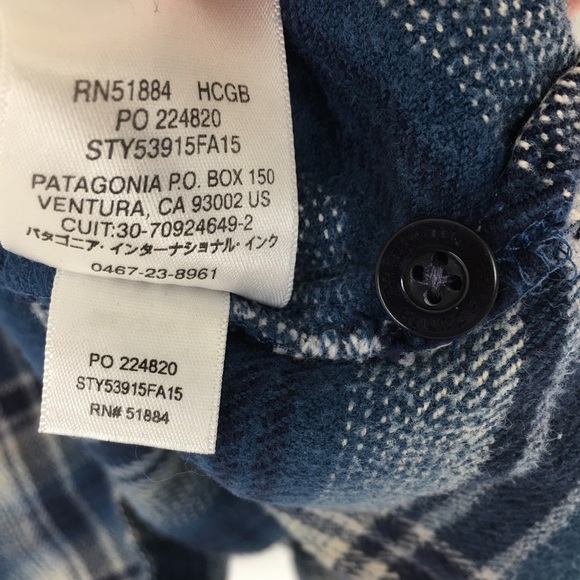 RN51884 HCGB
PO 224820
STY53915FA15
PATAGONIA P.O. BOX 150
VENTURA, CA 93002 US
CUIT:30-70924649-2
パタゴニア・インターナショナル・インク
0467-23-8961
PO 224820
STY53915FA15
RN# 51884